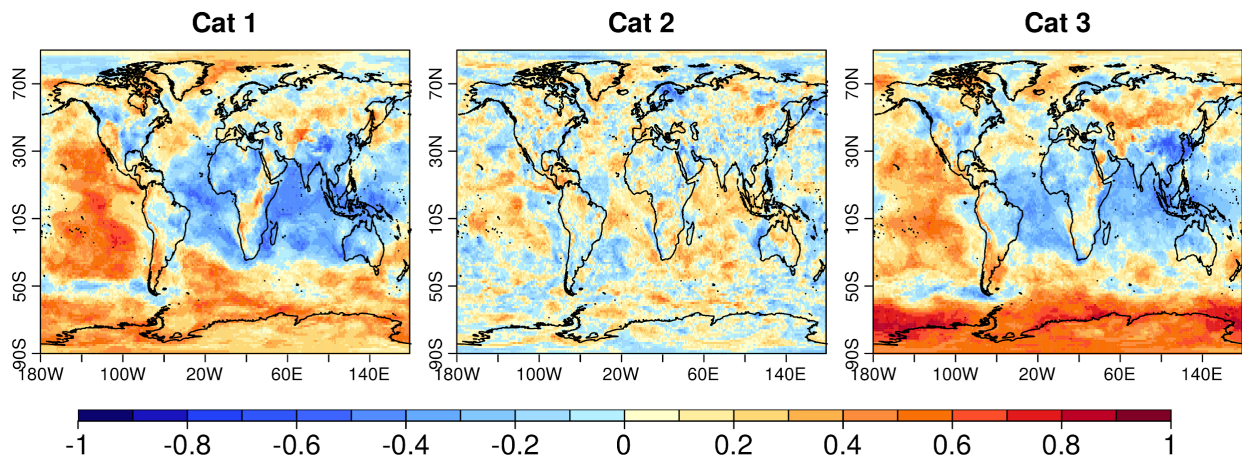 Cat 1 Cat 2 Cat 3
70N 70N 70N
30N 30N 30N
10S 10S 10S
50S 50S 50S
90S 90S 90S
180W 100W 20W 60E 140E 180W 100W 20W 60E 140E 180W 100W 20W 60E 140E
-1 -0.8 -0.6 -0.4 -0.2 0 0.2 0.4 0.6 0.8 1